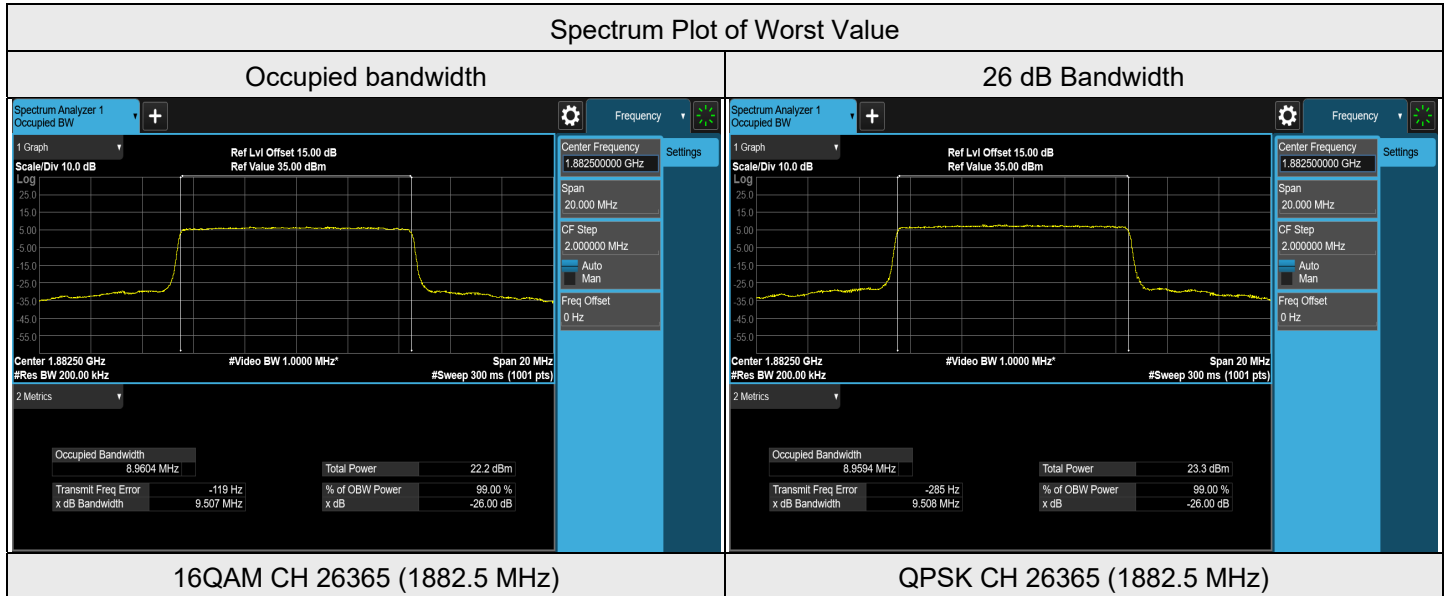 Spectrum Plot of Worst Value
Occupied bandwidth
26 dB Bandwidth
Spectrum Analyzer 1
Occupied BW
+
Frequency
1 Graph
Scale/Div 10.0 dB
Ref Lvl Offset 15.00 dB
Ref Value 35.00 dBm
Log
25.0
15.0
5.00
-5.00
-15.0
-25.0
-35.0
-45.0
-55.0
Center 1.88250 GHz
#Video BW 1.0000 MHz*
Span 20 MHz
#Res BW 200.00 kHz
#Sweep 300 ms (1001 pts)
Center Frequency
1.882500000 GHz
Settings
Span
20.000 MHz
CF Step
2.000000 MHz
Auto
Man
Freq Offset
0 Hz
2 Metrics
Occupied Bandwidth
8.9604 MHz
Total Power 22.2 dBm
Transmit Freq Error -119 Hz
% of OBW Power 99.00 %
x dB Bandwidth 9.507 MHz
x dB -26.00 dB
Spectrum Analyzer 1
Occupied BW
+
Frequency
1 Graph
Scale/Div 10.0 dB
Ref Lvl Offset 15.00 dB
Ref Value 35.00 dBm
Log
25.0
15.0
5.00
-5.00
-15.0
-25.0
-35.0
-45.0
-55.0
Center 1.88250 GHz
#Video BW 1.0000 MHz*
Span 20 MHz
#Res BW 200.00 kHz
#Sweep 300 ms (1001 pts)
Center Frequency
1.882500000 GHz
Settings
Span
20.000 MHz
CF Step
2.000000 MHz
Auto
Man
Freq Offset
0 Hz
2 Metrics
Occupied Bandwidth
8.9594 MHz
Total Power 23.3 dBm
Transmit Freq Error -285 Hz
% of OBW Power 99.00 %
x dB Bandwidth 9.508 MHz
x dB -26.00 dB
16QAM CH 26365 (1882.5 MHz)
QPSK CH 26365 (1882.5 MHz)